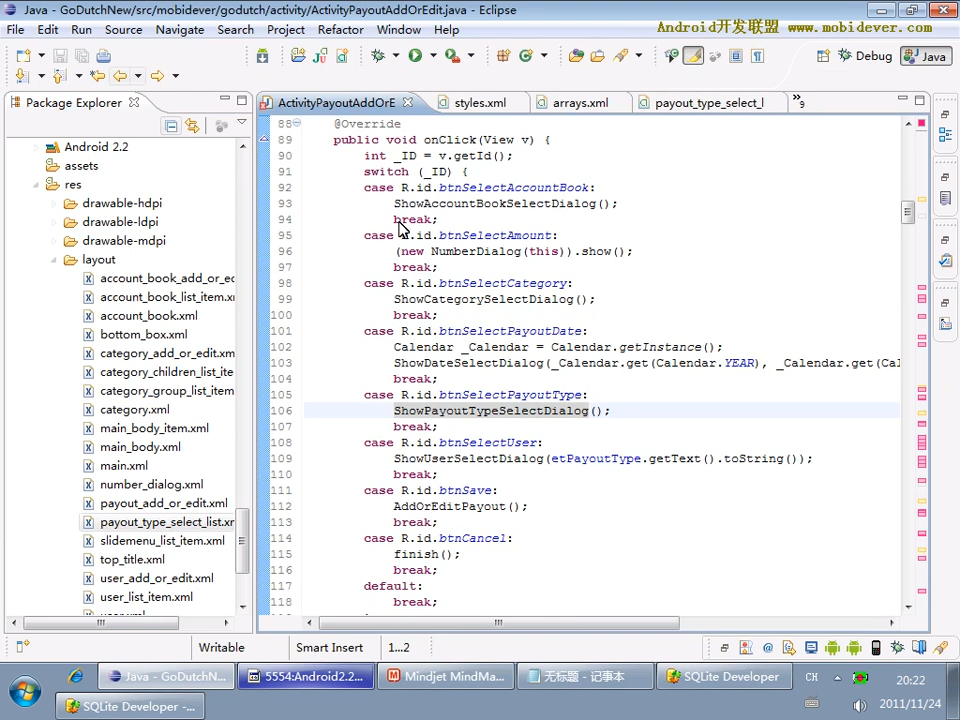 Java - GoDutchNew/src/mobidever/godutch/activity/ActivityPayoutAddOrEdit.java - Eclipse
File Edit Run Source Navigate Search Project Refactor Window Help
Android开发联盟 www.mobidever.com
Debug Java
Package Explorer
ActivityPayoutAddOrE styles.xml arrays.xml payout_type_select_l »9
Android 2.2
assets
res
drawable-hdpi
drawable-ldpi
drawable-mdpi
layout
account_book_add_or_ec
account_book_list_item.xr
account_book.xml
bottom_box.xml
category_add_or_edit.xm
category_children_list_ite
category_group_list_item
category.xml
main_body_item.xml
main_body.xml
main.xml
number_dialog.xml
payout_add_or_edit.xml
payout_type_select_list.xr
slidemenu_list_item.xml
top_title.xml
user_add_or_edit.xml
user_list_item.xml
88 @Override
89 public void onClick(View v) {
90 int _ID = v.getId();
91 switch (_ID) {
92 case R.id.btnSelectAccountBook:
93 ShowAccountBookSelectDialog();
94 break;
95 case R.id.btnSelectAmount:
96 (new NumberDialog(this)).show();
97 break;
98 case R.id.btnSelectCategory:
99 ShowCategorySelectDialog();
100 break;
101 case R.id.btnSelectPayoutDate:
102 Calendar _Calendar = Calendar.getInstance();
103 ShowDateSelectDialog(_Calendar.get(Calendar.YEAR), _Calendar.get(Cal
104 break;
105 case R.id.btnSelectPayoutType:
106 ShowPayoutTypeSelectDialog();
107 break;
108 case R.id.btnSelectUser:
109 ShowUserSelectDialog(etPayoutType.getText().toString());
110 break;
111 case R.id.btnSave:
112 AddOrEditPayout();
113 break;
114 case R.id.btnCancel:
115 finish();
116 break;
117 default:
118 break;
Writable Smart Insert 1...2
Java - GoDutchN... 5554:Android2.2... Mindjet MindMa... 无标题 - 记事本 SQLite Developer CH 20:22
SQLite Developer -... 2011/11/24